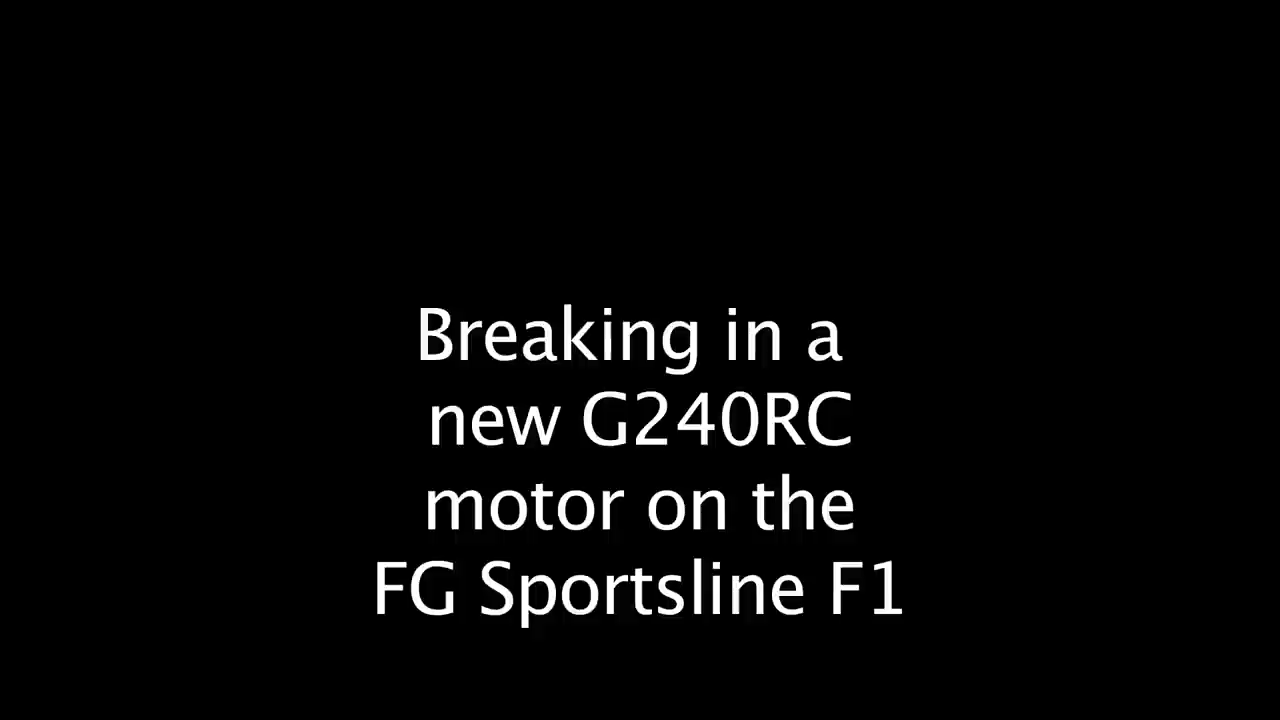 Breaking in a
new G240RC
motor on the
FG Sportsline F1